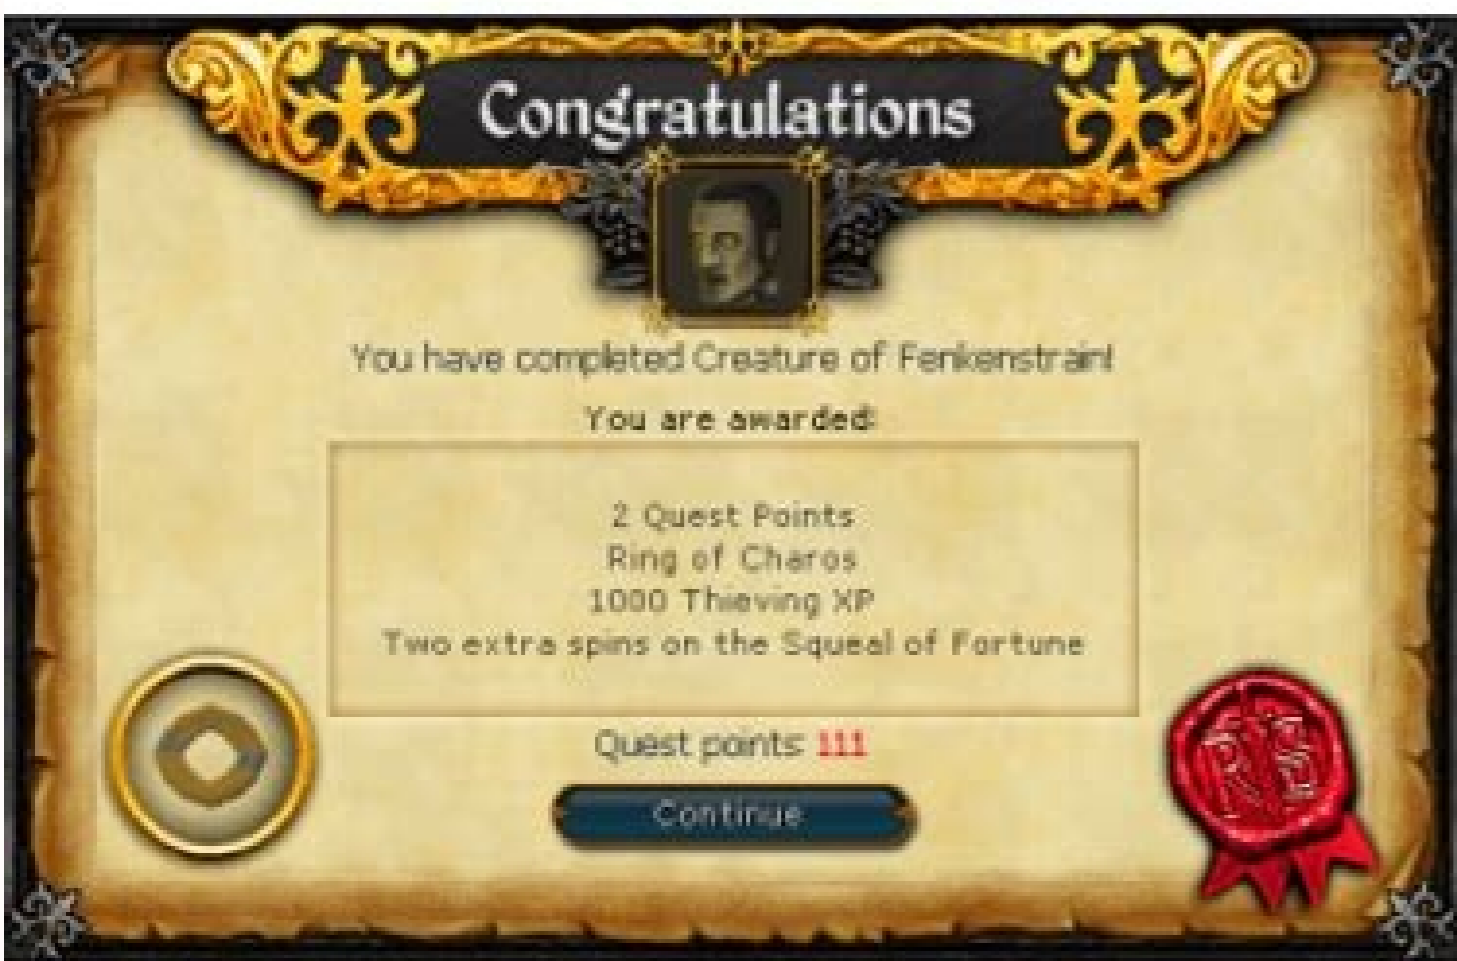 Congratulations
You have completed Creature of Fenkenstrain!
You are awarded:
2 Quest Points
Ring of Charos
1000 Thieving XP
Two extra spins on the Squeal of Fortune
Quest points: 111
Continue